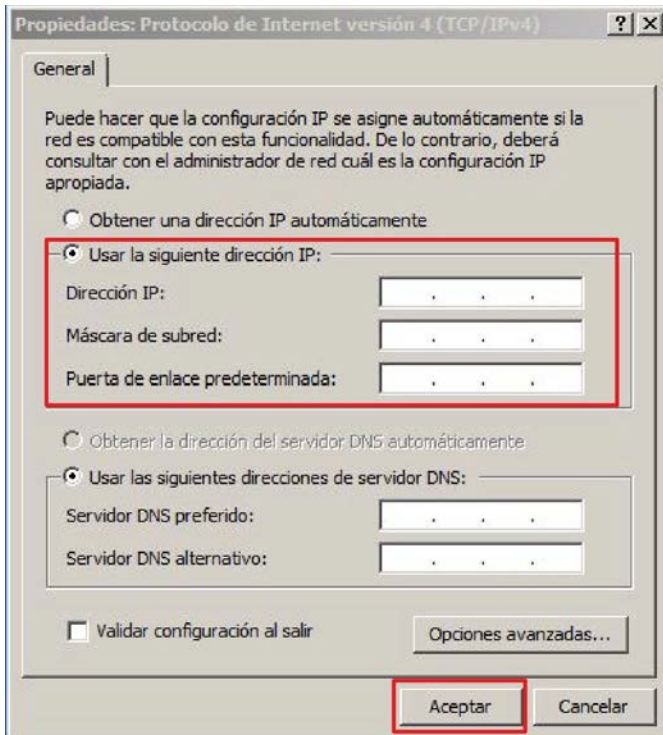 Propiedades: Protocolo de Internet versión 4 (TCP/IPv4)
General
Puede hacer que la configuración IP se asigne automáticamente si la
red es compatible con esta funcionalidad. De lo contrario, deberá
consultar con el administrador de red cuál es la configuración IP
apropiada.
Obtener una dirección IP automáticamente
Usar la siguiente dirección IP:
Dirección IP:
Máscara de subred:
Puerta de enlace predeterminada:
Obtener la dirección del servidor DNS automáticamente
Usar las siguientes direcciones de servidor DNS:
Servidor DNS preferido:
Servidor DNS alternativo:
Validar configuración al salir
Opciones avanzadas...
Aceptar Cancelar